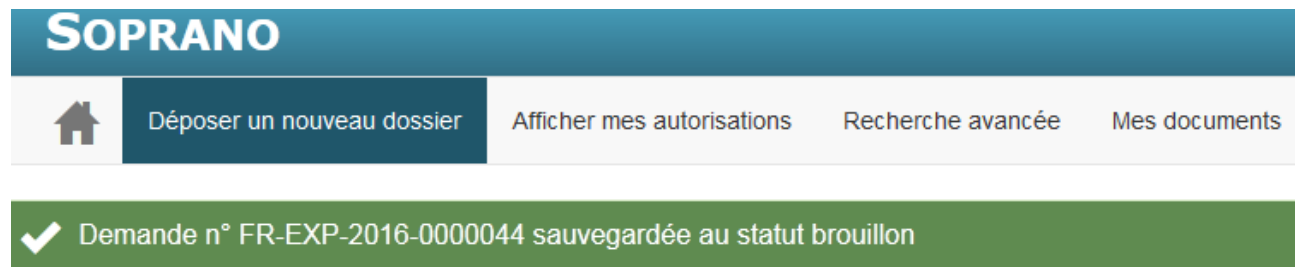 SOPRANO
Déposer un nouveau dossier Afficher mes autorisations Recherche avancée Mes documents
Demande n° FR-EXP-2016-0000044 sauvegardée au statut brouillon